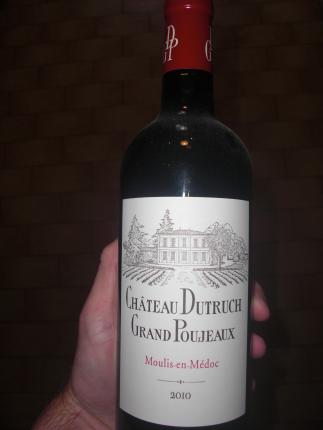 CHÂTEAU DUTRUCH
GRAND POUJEAUX
Moulis-en-Médoc
2010